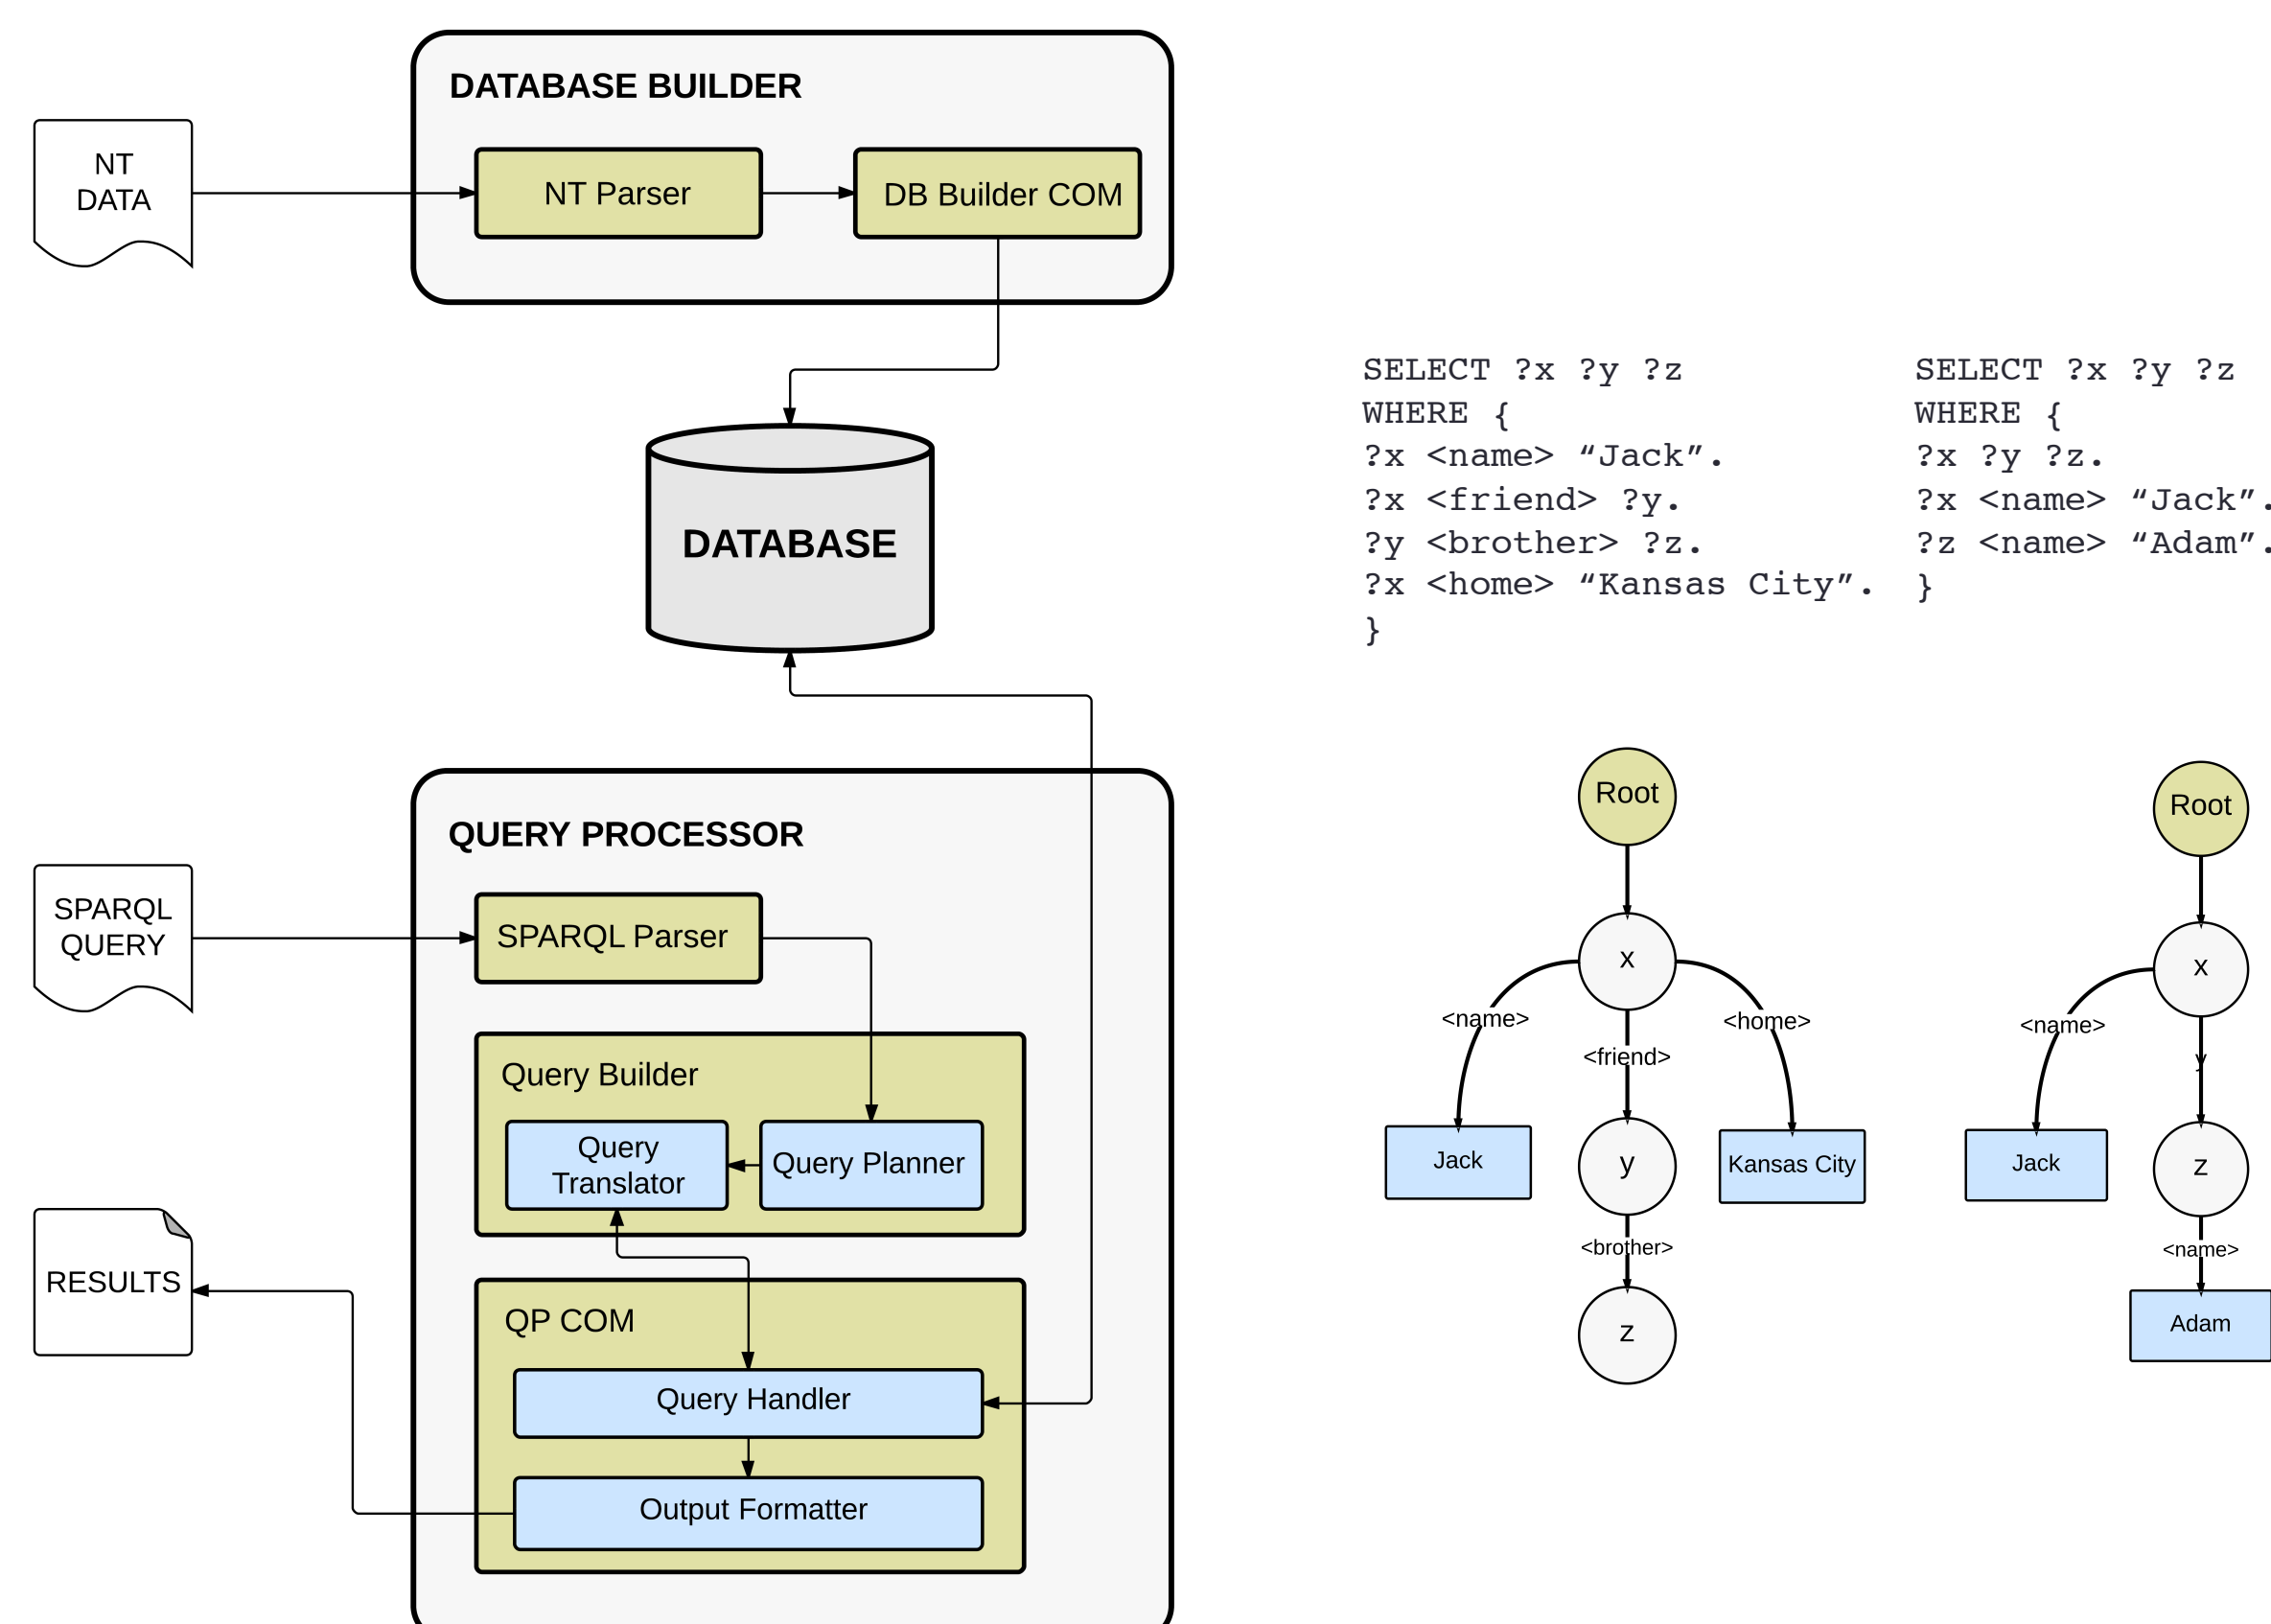 DATABASE BUILDER
NT
DATA
NT Parser
DB Builder COM
DATABASE
QUERY PROCESSOR
SPARQL
QUERY
SPARQL Parser
Query Builder
Query
Translator
Query Planner
RESULTS
QP COM
Query Handler
Output Formatter
SELECT ?x ?y ?z
WHERE {
?x <name> “Jack”.
?x <friend> ?y.
?y <brother> ?z.
?x <home> “Kansas City”.
}
SELECT ?x ?y ?z
WHERE {
?x ?y ?z.
?x <name> “Jack”.
?z <name> “Adam”.
}
Root
x
<name>
<home>
<friend>
Jack
y
Kansas City
<brother>
z
Root
x
<name>
y
Jack
z
<name>
Adam